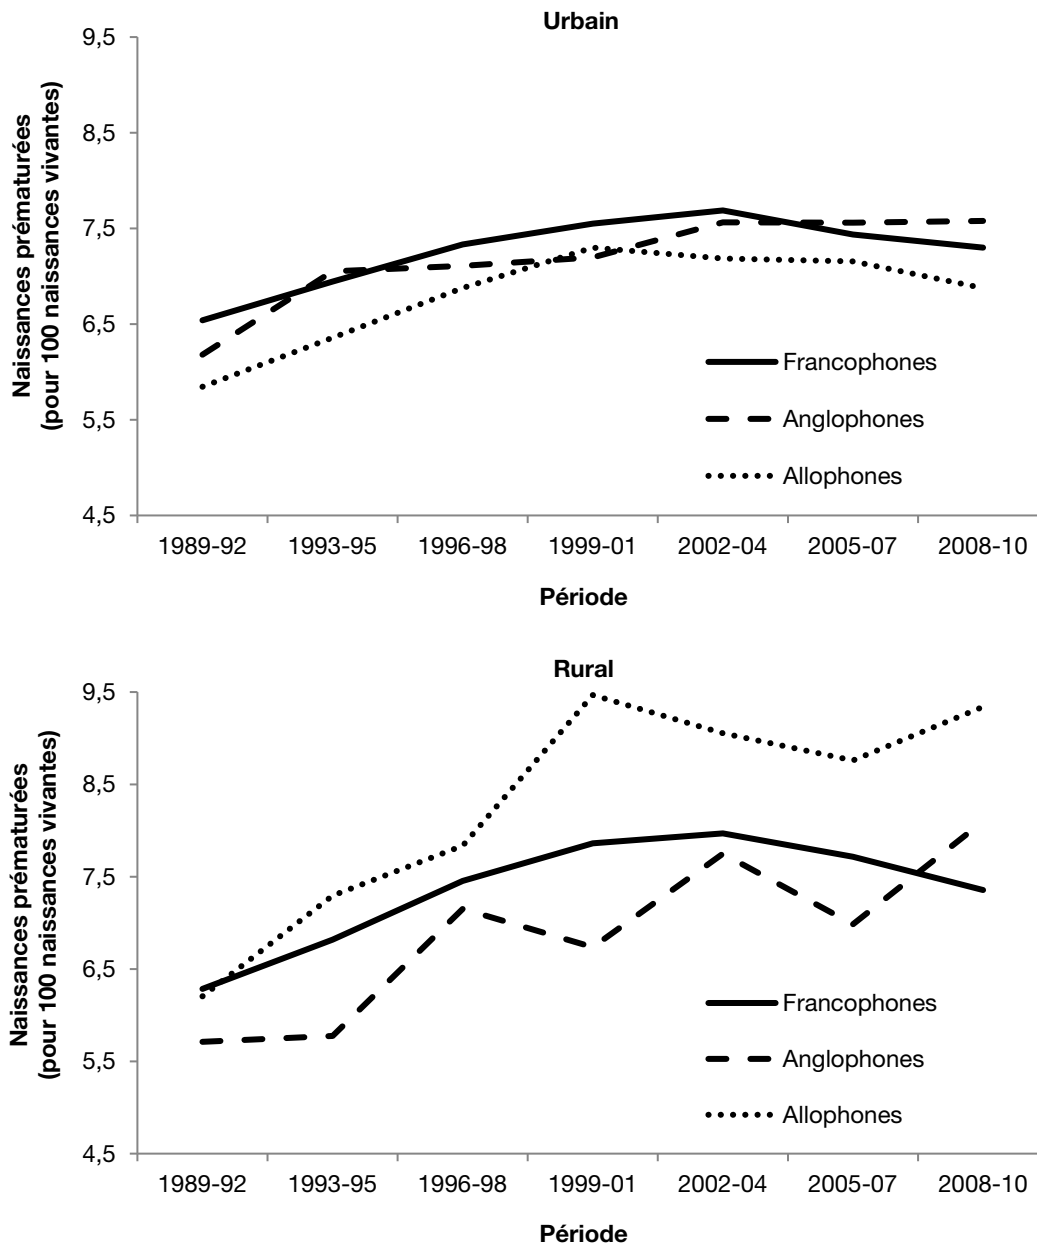 Urbain
Naissances prématurées
(pour 100 naissances vivantes)
9,5
8,5
7,5
6,5
5,5
4,5
Francophones
Anglophones
Allophones
1989-92 1993-95 1996-98 1999-01 2002-04 2005-07 2008-10
Période
Rural
Naissances prématurées
(pour 100 naissances vivantes)
9,5
8,5
7,5
6,5
5,5
4,5
Francophones
Anglophones
Allophones
1989-92 1993-95 1996-98 1999-01 2002-04 2005-07 2008-10
Période